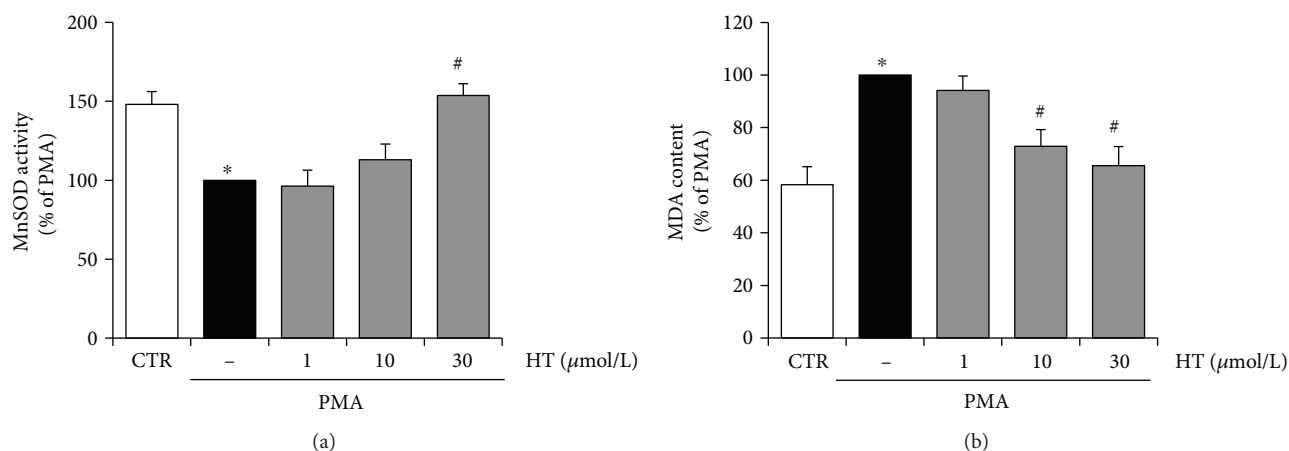 MnSOD activity
(% of PMA)
200
150
100
50
0
*
#
CTR – 1 10 30 HT (μmol/L)
PMA
(a)
MDA content
(% of PMA)
120
100
80
60
40
20
0
*
#
#
CTR – 1 10 30 HT (μmol/L)
PMA
(b)